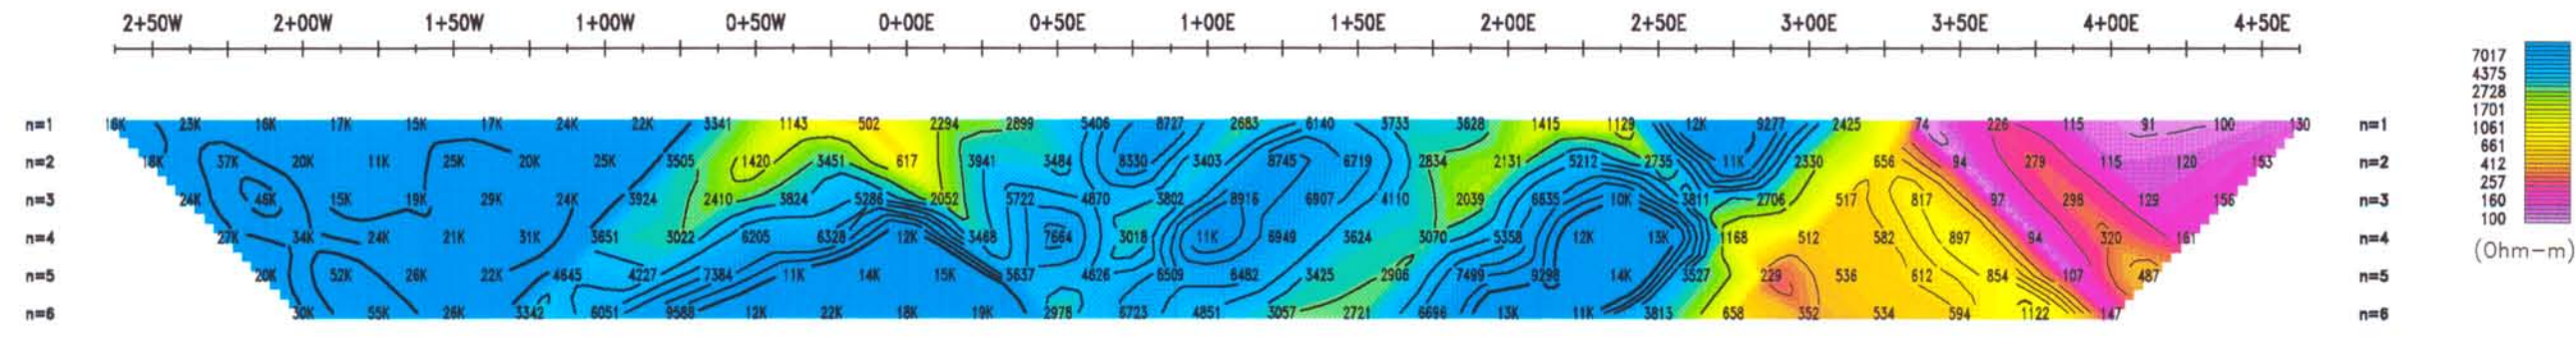 2+50W 2+00W 1+50W 1+00W 0+50W 0+00E 0+50E 1+00E 1+50E 2+00E 2+50E 3+00E 3+50E 4+00E 4+50E
7017
4375
2728
1701
1061
661
412
257
160
100
(Ohm-m)
n=1 16K 23K 16K 17K 15K 17K 24K 22K 3341 1143 502 2294 2899 5406 8727 2683 6140 3733 3628 1415 1129 12K 9277 2425 74 226 115 91 100 130 n=1
n=2 18K 37K 20K 11K 25K 20K 25K 3505 1420 3451 617 3941 3484 8330 3403 8745 6719 2834 2131 5212 2735 11K 2330 656 94 279 115 120 153 n=2
n=3 24K 46K 15K 19K 29K 24K 3924 2410 3824 5286 2052 5722 4870 3802 8916 6907 4110 2039 6635 10K 3811 2706 517 817 97 298 129 156 n=3
n=4 27K 34K 24K 21K 31K 3651 3022 6205 6328 12K 3468 7664 3018 11K 6949 3624 3070 5358 12K 13K 1168 512 582 897 94 320 161 n=4
n=5 20K 52K 26K 22K 4645 4227 7384 11K 14K 15K 5637 4626 6509 6482 3425 2906 7499 9298 14K 3527 229 536 612 854 107 487 n=5
n=6 30K 55K 26K 3342 6051 9588 12K 22K 18K 19K 2978 6723 4851 3057 2721 6696 13K 11K 3813 658 352 534 594 1122 147 n=6